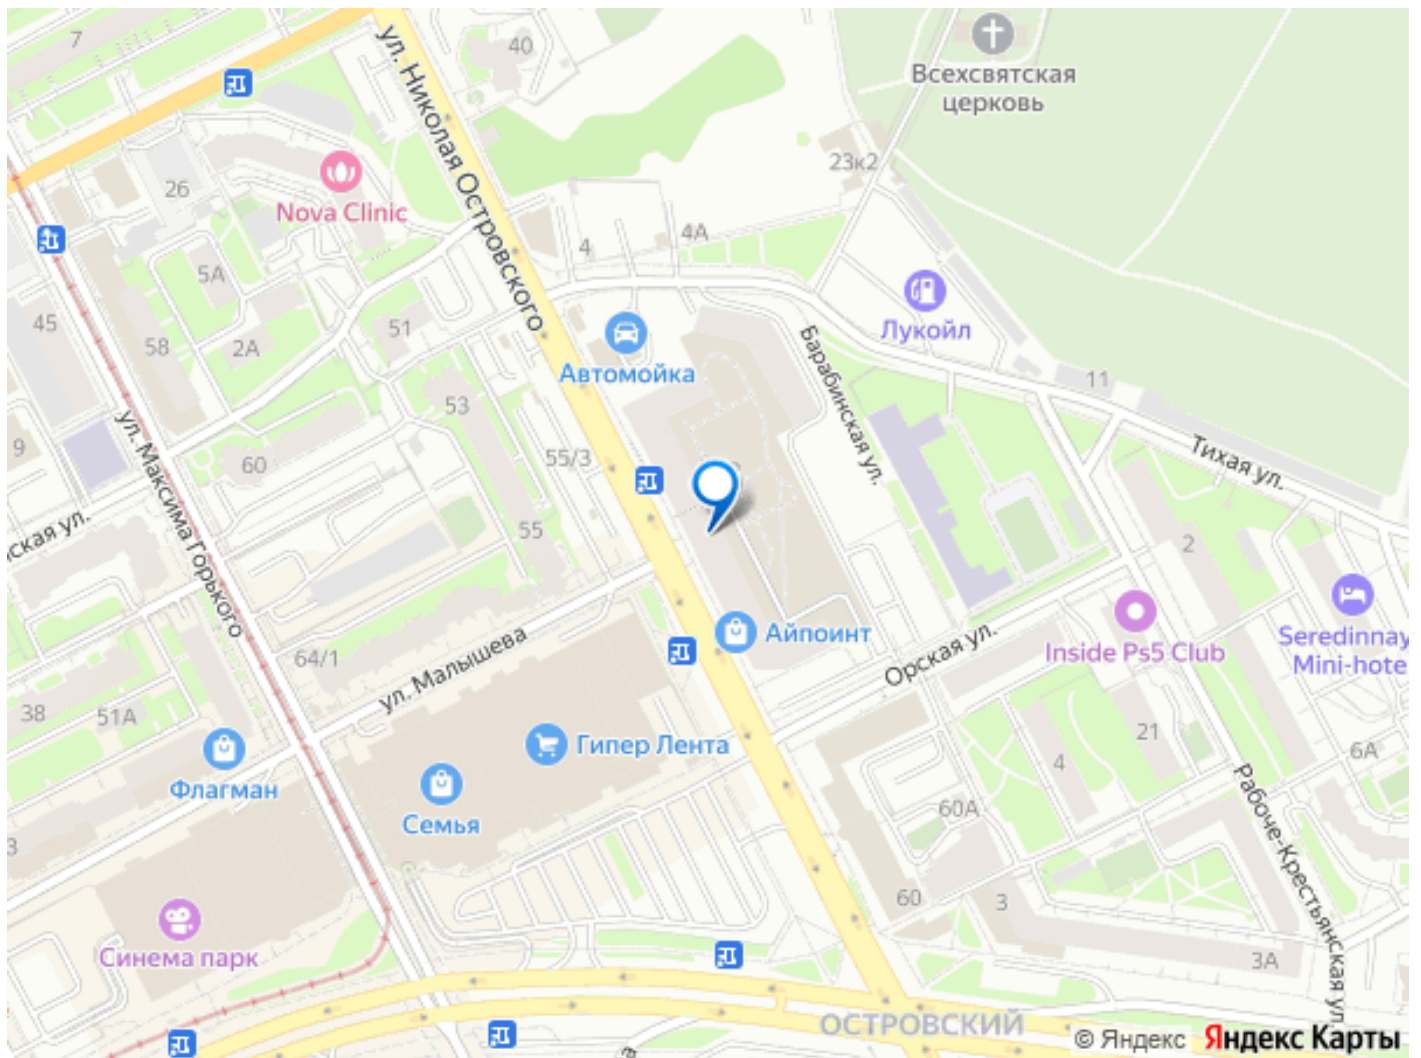 7
40
ул. Николая Островского
Всехсвятская
церковь
23к2
26
Nova Clinic
4
4А
5А
Лукойл
45
58
2А
51
Автомойка
Барабинская ул.
11
53
ул. Максима Горького
9
60
55/3
Тихая ул.
ская ул.
55
2
64/1
ул. Малышева
Айпоинт
Орская ул.
Inside Ps5 Club
Seredinnay
Mini-hote
38
51А
Флагман
Гипер Лента
Семья
4
21
6А
Рабоче-Крестьянская ул.
60А
3
60
3
Синема парк
3А
ОСТРОВСКИЙ
© Яндекс Яндекс Карты